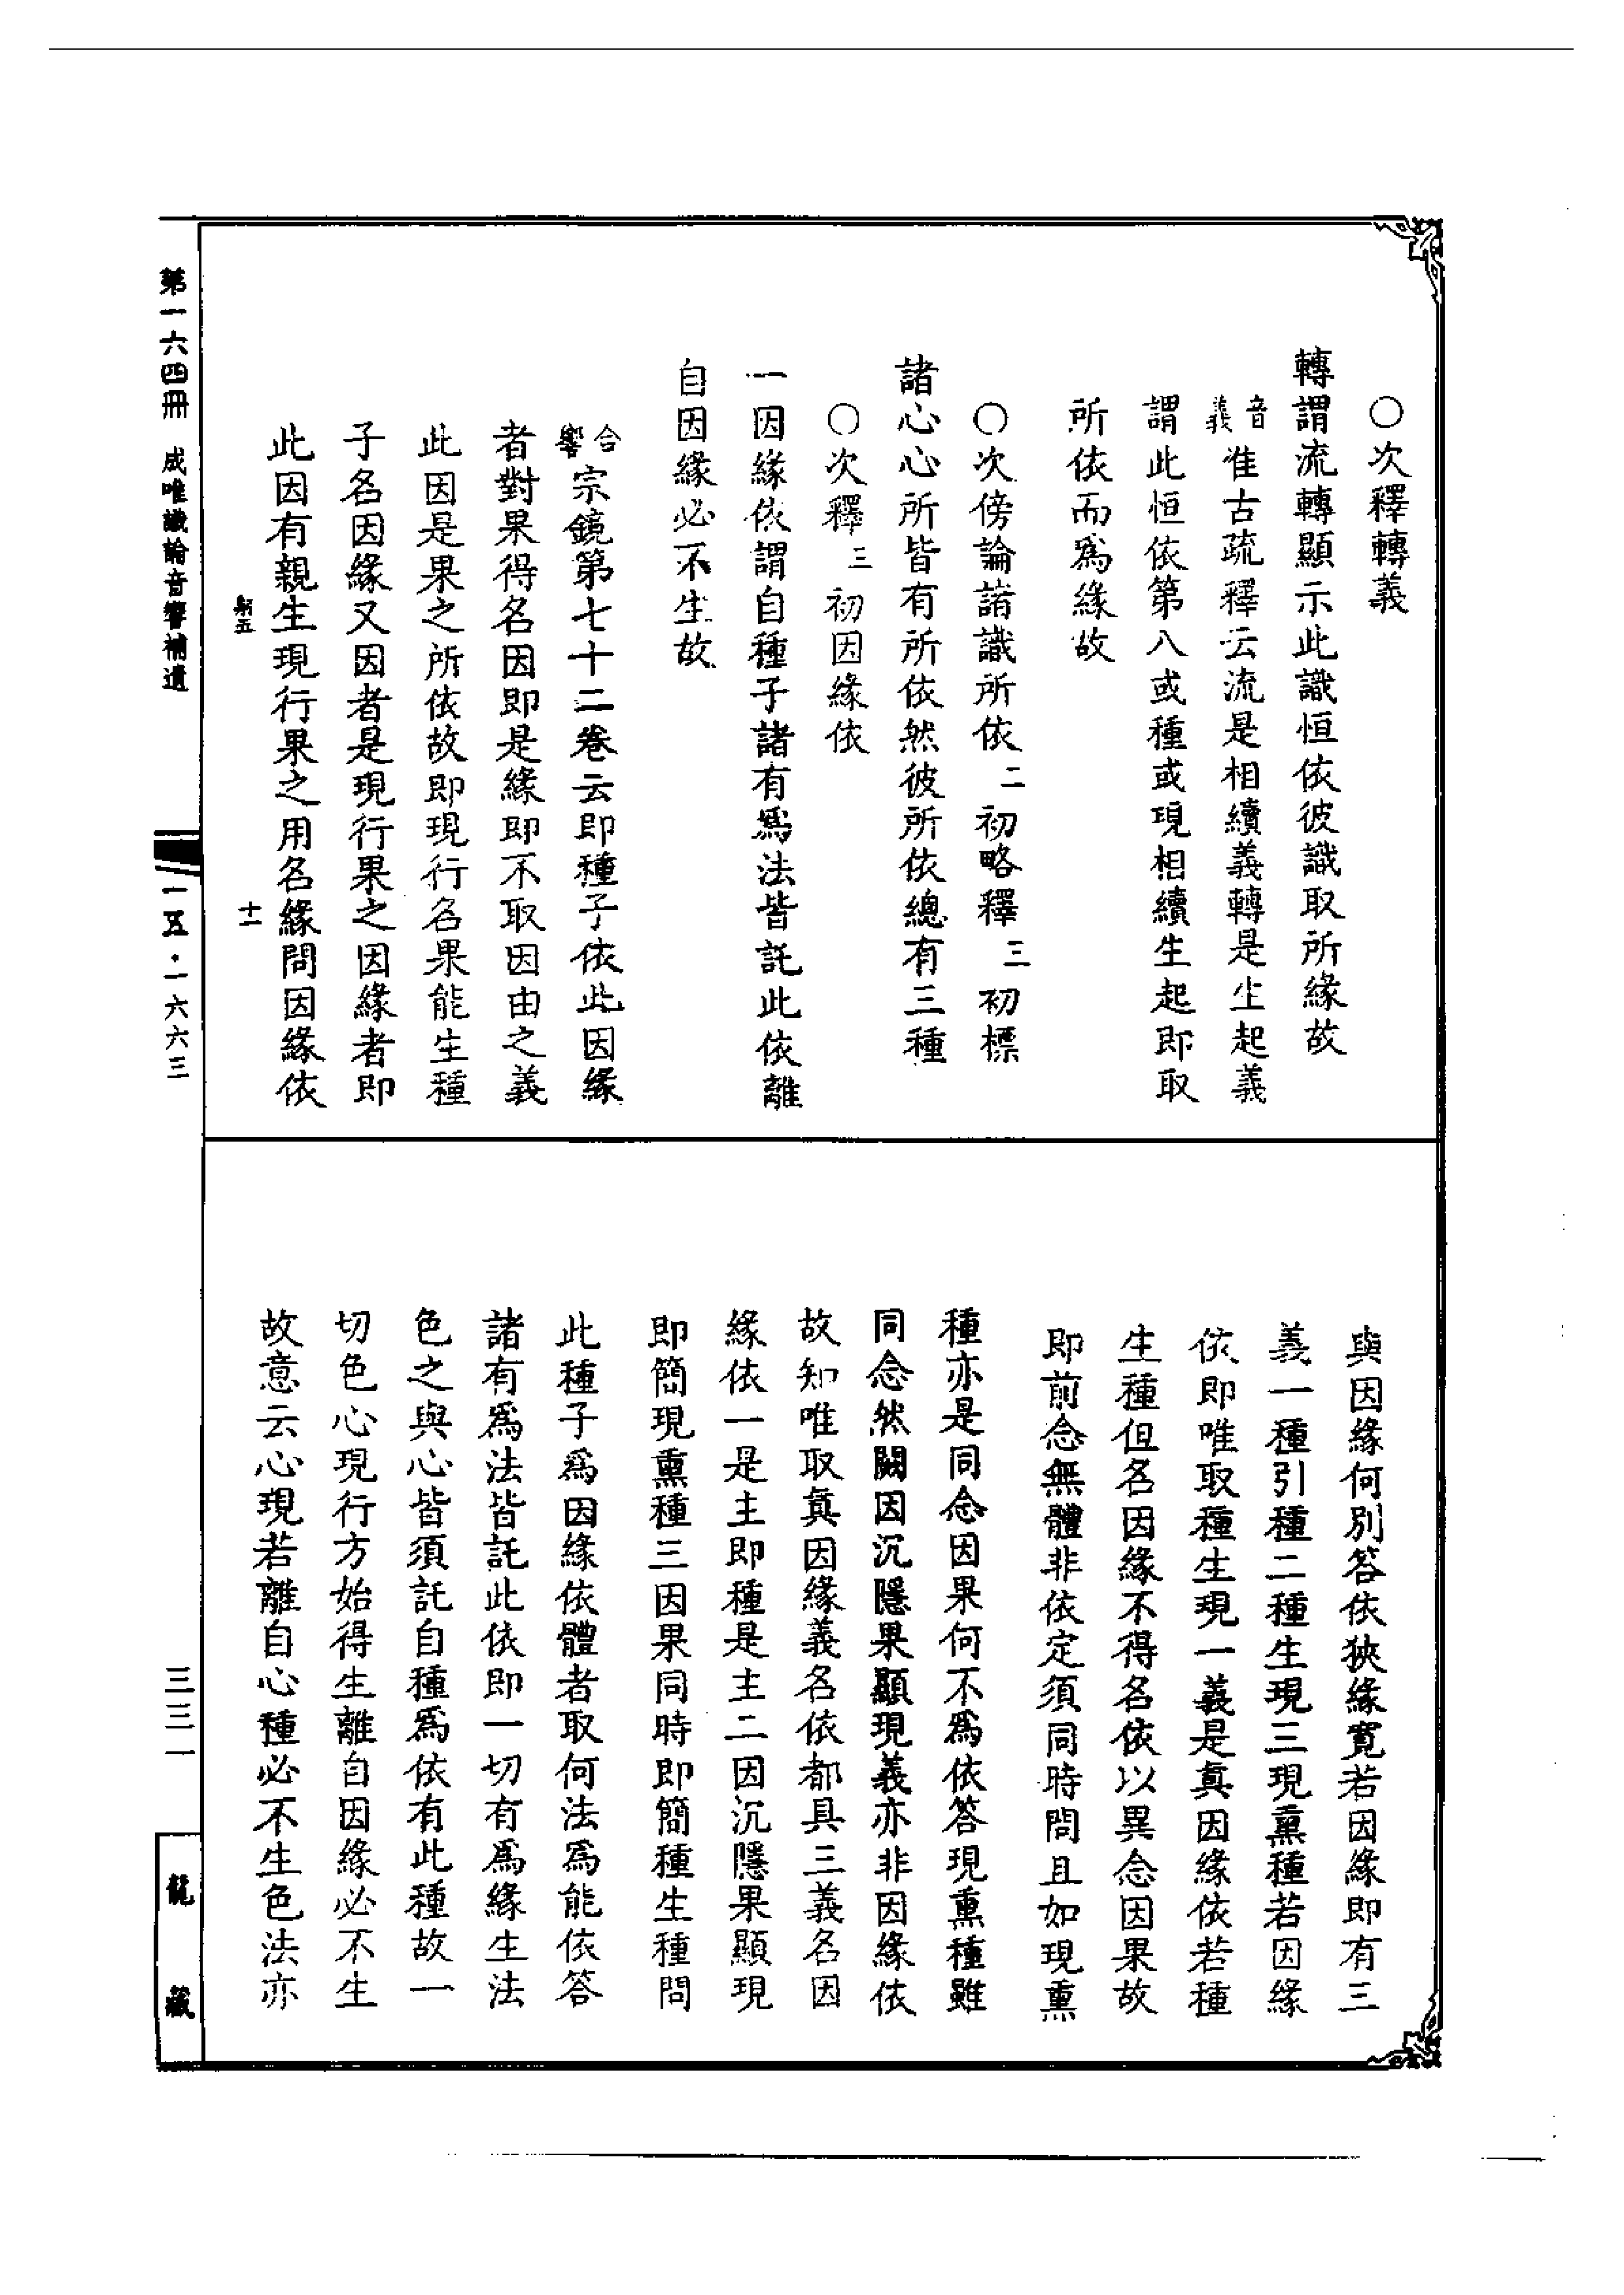 ○次釋轉義
轉謂流轉顯示此識恒依彼識取所緣故
音義 准古疏釋云流是相續義轉是生起義
謂此恒依第八或種或現相續生起即取
所依而爲緣故
○次傍論諸識所依二 初略釋三 初標
諸心心所皆有所依然彼所依總有三種
○次釋三 初因緣依
一因緣依謂自種子諸有爲法皆託此依離
自因緣必不生故
合響 宗鏡第七十二卷云即種子依此因緣
者對果得名因即是緣即不取因由之義
此因是果之所依故即現行名果能生種
子名因緣又因者是現行果之因緣者即
此因有親生現行果之用名緣問因緣依
十一
與因緣何別答依狹緣寬若因緣即有三
義一種引種二種生現三現熏種若因緣
依即唯取種生現一義是真因緣依若種
生種但名因緣不得名依以異念因果故
即前念無體非依定須同時問且如現熏
種亦是同念因果何不爲依答現熏種雖
同念然闕因沉隱果顯現義亦非因緣依
故知唯取真因緣義名依都具三義名因
緣依一是主即種是主二因沉隱果顯現
即簡現熏種三因果同時即簡種生種問
此種子爲因緣依體者取何法爲能依答
諸有爲法皆託此依即一切有爲緣生法
色之與心皆須託自種爲依有此種故一
切色心現行方始得生離自因緣必不生
故意云心現若離自心種必不生色法亦
第一六四冊 成唯識論音響補遺
一五·一六六三
三三一
龍藏